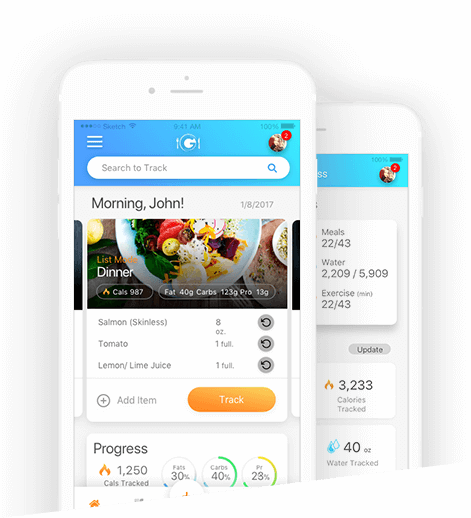 Sketch 9:41 AM 100%
G
2
Search to Track
Morning, John! 1/8/2017
List Meals
Dinner
Cals 987 Fat 40g Carbs 123g Pro 13g
Salmon (Skinless) 8 oz.
Tomato 1 full.
Lemon/ Lime Juice 1 full.
Add Item Track
Progress
1,250
Cals Tracked
Fats
30%
Carbs
40%
Pr
23%
100%
2
ss
s
Meals
22/43
Water
2,209 / 5,909
Exercise (min)
22/43
Update
3,233
Calories
Tracked
40 oz
Water Tracked